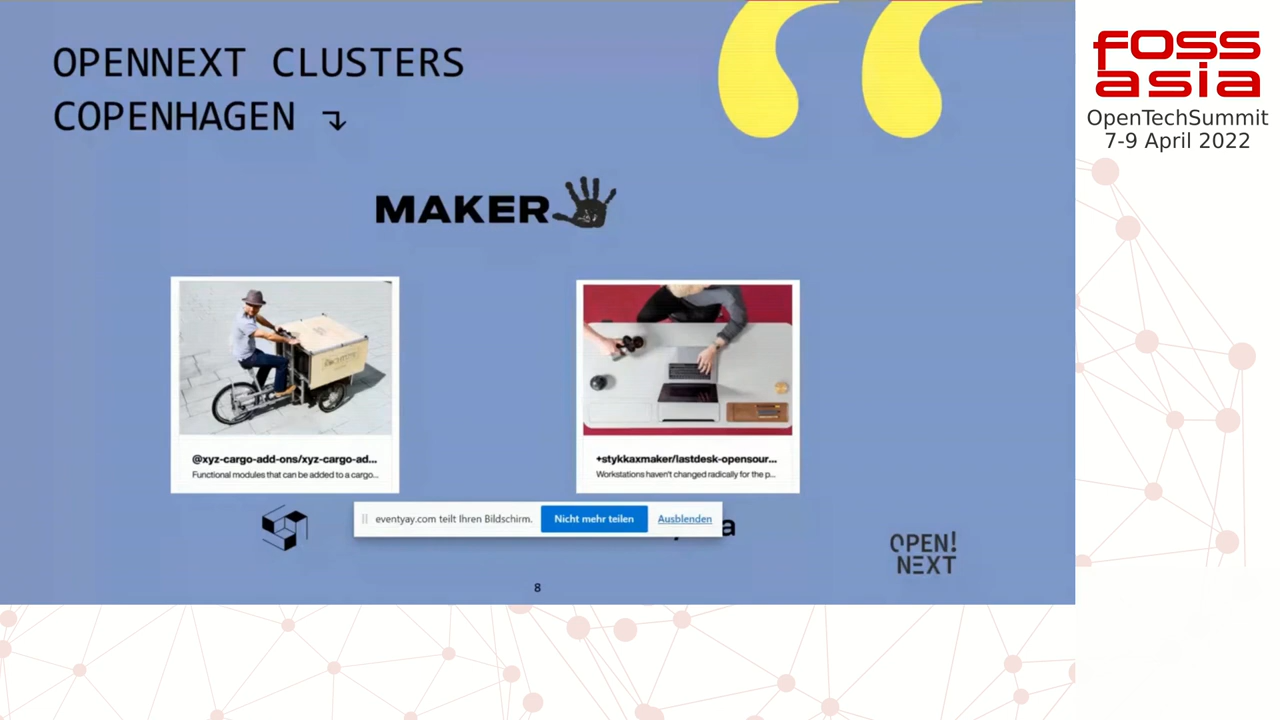 OPENNEXT CLUSTERS
COPENHAGEN ↴
MAKER
@xyz-cargo-add-ons/xyz-cargo-ad...
Functional modules that can be added to a cargo...
+stykkaxmaker/lastdesk-opensour...
Workstations haven't changed radically for the p...
eventyay.com teilt Ihren Bildschirm.
Nicht mehr teilen
Ausblenden
OPEN!
NEXT
8
fOSS
asia
OpenTechSummit
7-9 April 2022